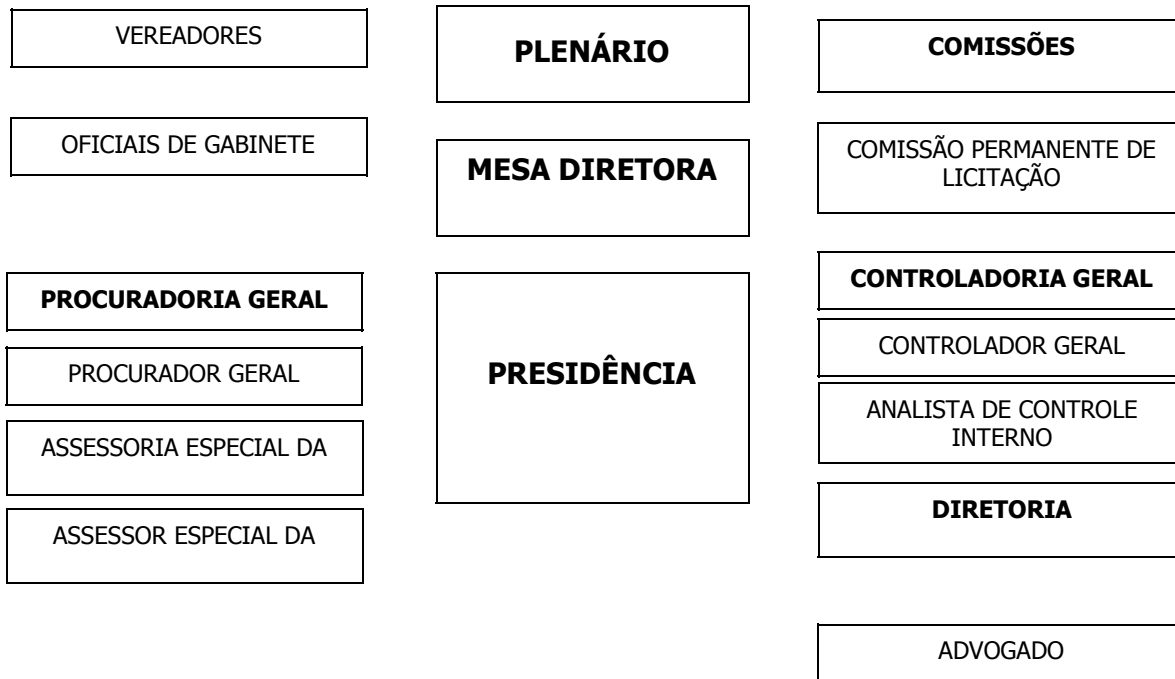 VEREADORES
OFICIAIS DE GABINETE
PROCURADORIA GERAL
PROCURADOR GERAL
ASSESSORIA ESPECIAL DA
ASSESSOR ESPECIAL DA
PLENÁRIO
MESA DIRETORA
PRESIDÊNCIA
COMISSÕES
COMISSÃO PERMANENTE DE
LICITAÇÃO
CONTROLADORIA GERAL
CONTROLADOR GERAL
ANALISTA DE CONTROLE
INTERNO
DIRETORIA
ADVOGADO